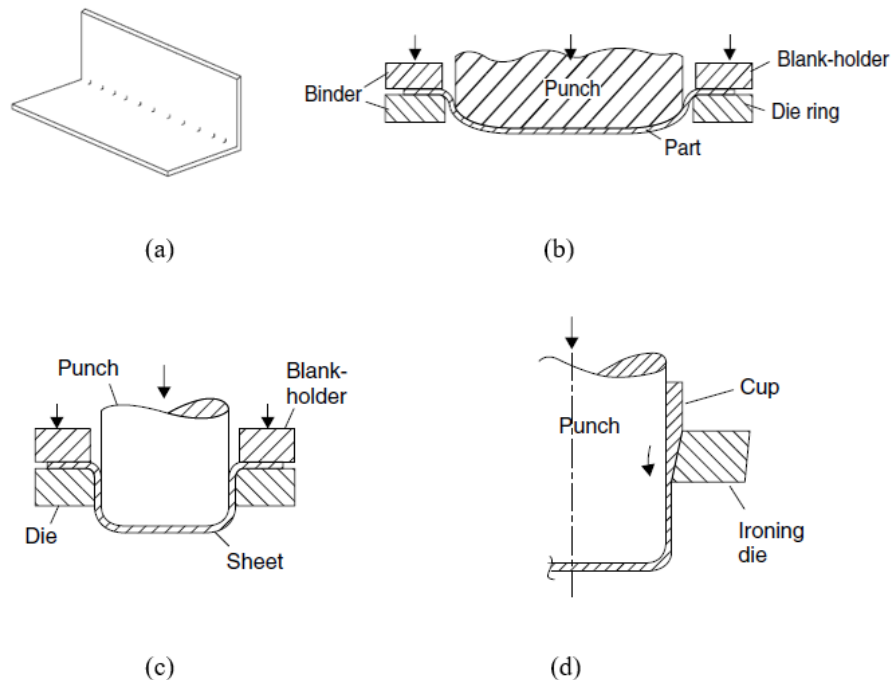 Binder
Punch
Blank-holder
Die ring
Part
(a)
(b)
Punch
Blank-
holder
Die
Sheet
(c)
Punch
Cup
Ironing
die
(d)